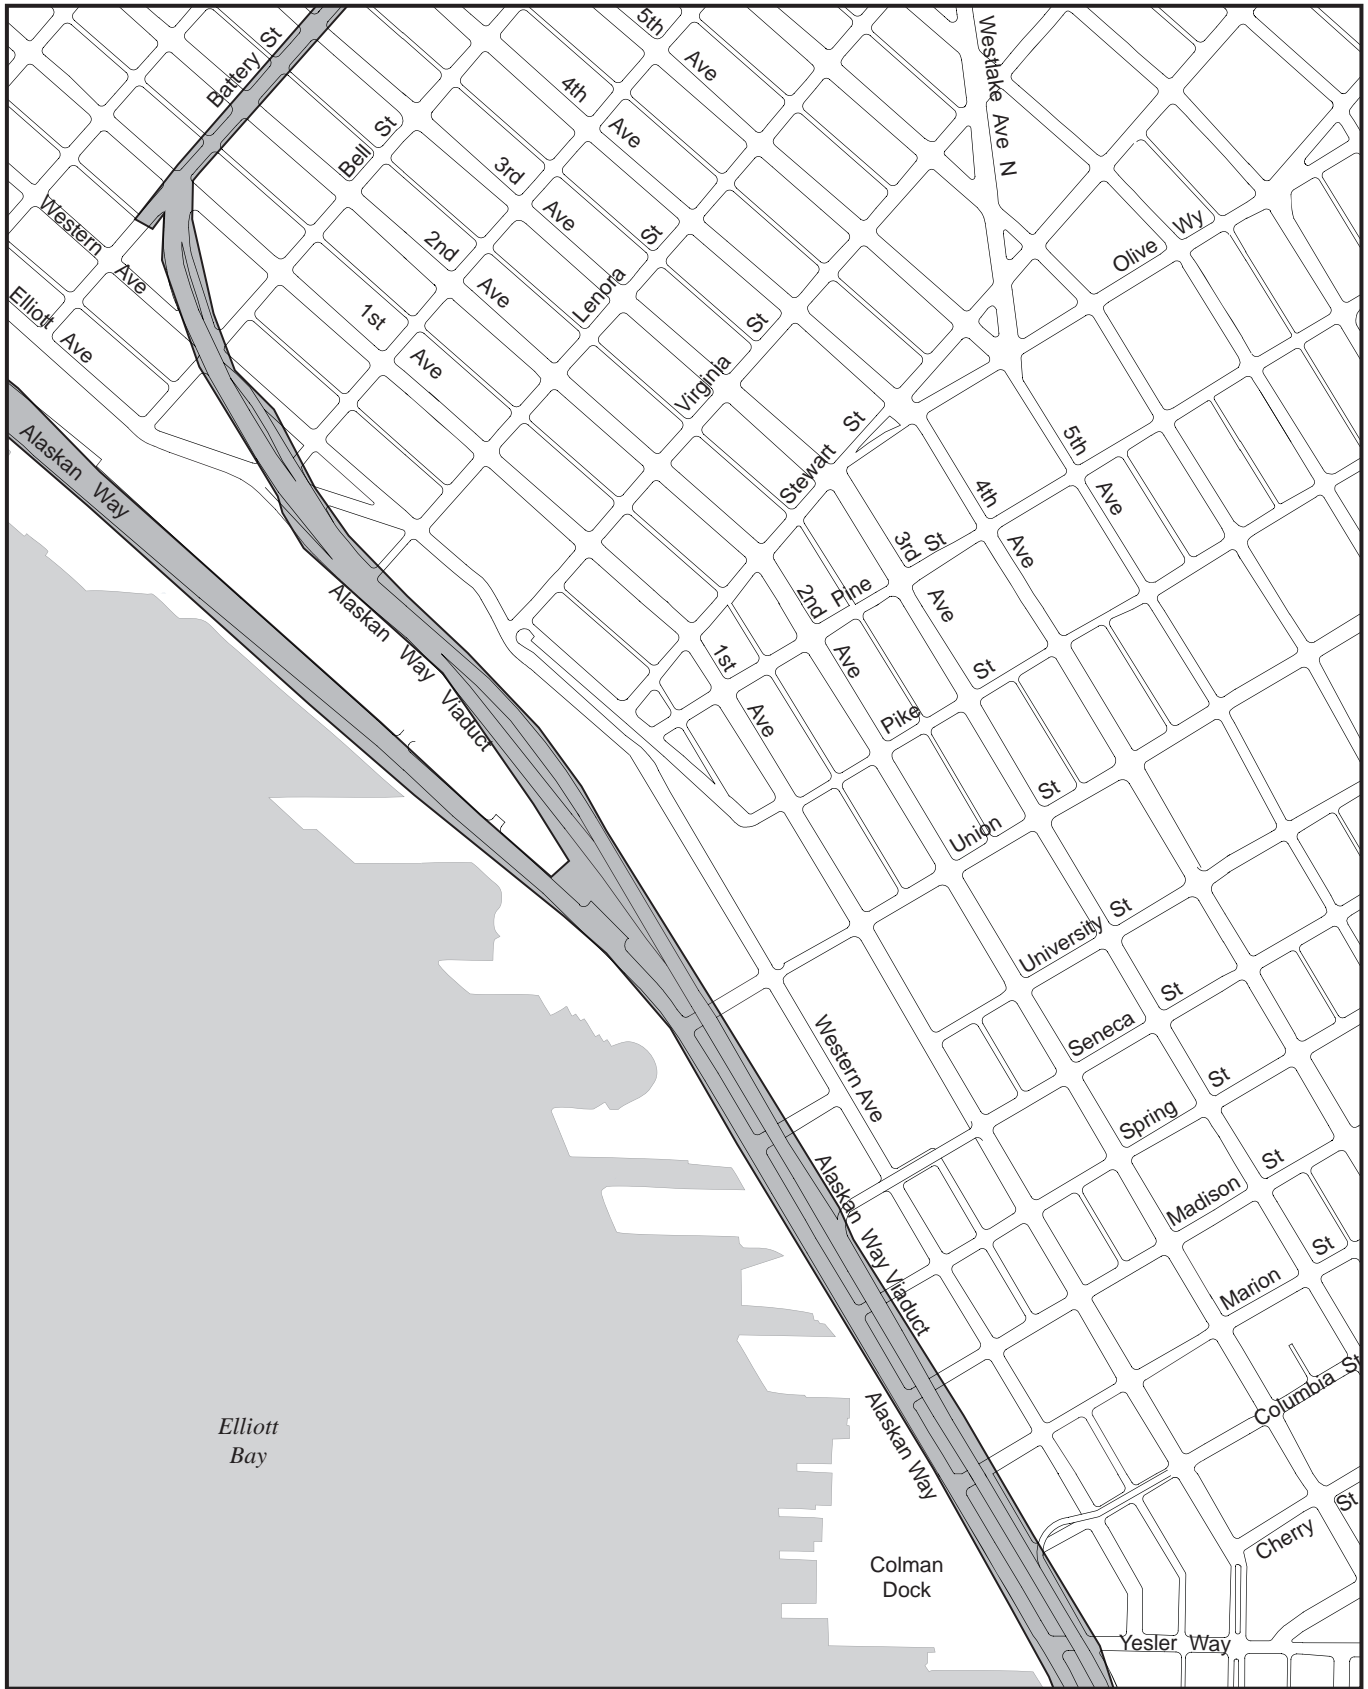 Battery St
Bell St
5th Ave
4th Ave
3rd Ave
2nd Ave
1st Ave
Western Ave
Elliott Ave
Lenora St
Virginia St
Stewart St
Westlake Ave N
Olive Wy
Alaskan Way
Alaskan Way Viaduct
5th Ave
4th Ave
3rd Ave
2nd Ave
1st Ave
Pine St
Pike St
Union St
University St
Seneca St
Spring St
Madison St
Marion St
Columbia St
Cherry St
Yesler Way
Western Ave
Alaskan Way Viaduct
Alaskan Way
Elliott
Bay
Colman
Dock